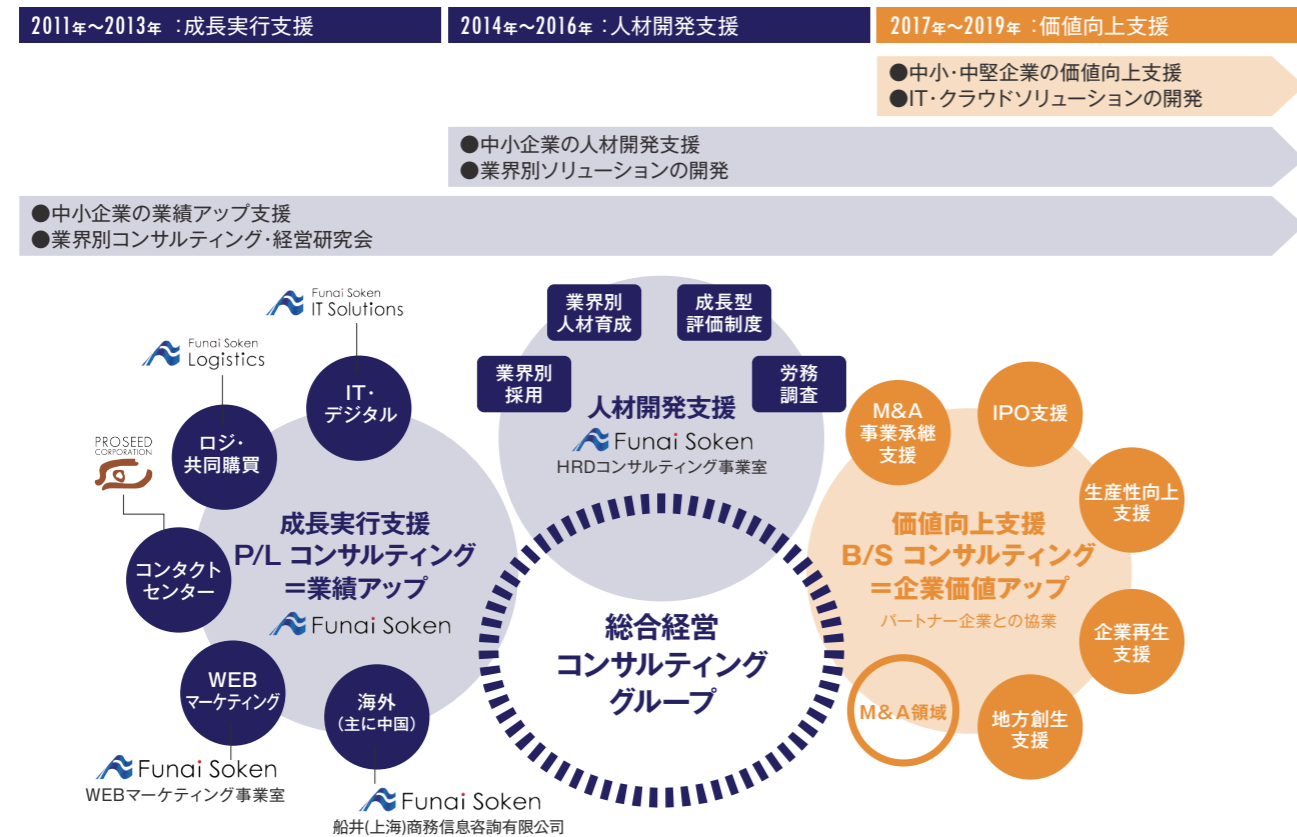 2011年～2013年 ：成長実行支援
2014年～2016年：人材開発支援
2017年～2019年 ：価値向上支援
●中小・中堅企業の価値向上支援
●IT・クラウドソリューションの開発
●中小企業の人材開発支援
●業界別ソリューションの開発
●中小企業の業績アップ支援
●業界別コンサルティング・経営研究会
Funai Soken
IT Solutions
Funai Soken
Logistics
PROSEED
CORPORATION
IT・
デジタル
ロジ・
共同購買
コンタクト
センター
成長実行支援
P/L コンサルティング
＝業績アップ
Funai Soken
WEB
マーケティング
Funai Soken
WEBマーケティング事業室
海外
（主に中国）
Funai Soken
船井(上海)商務信息咨詢有限公司
業界別
人材育成
成長型
評価制度
業界別
採用
労務
調査
人材開発支援
Funai Soken
HRDコンサルティング事業室
総合経営
コンサルティング
グループ
M&A
事業承継
支援
IPO支援
生産性向上
支援
価値向上支援
B/S コンサルティング
＝企業価値アップ
パートナー企業との協業
企業再生
支援
M&A領域
地方創生
支援